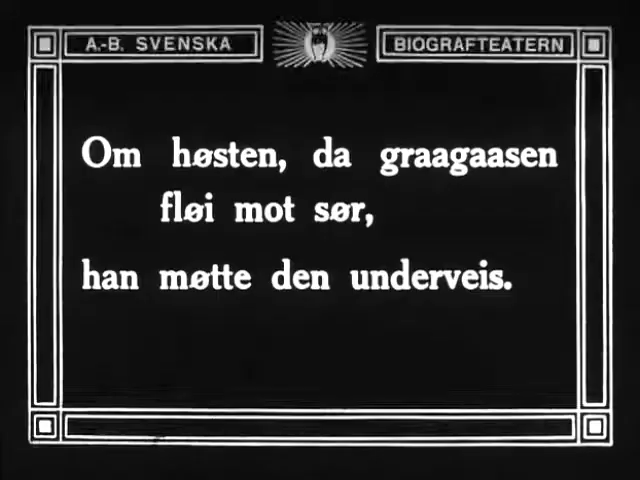 A.-B. SVENSKA BIOGRAFTEATERN
Om høsten, da graagaasen
fløi mot sør,
han møtte den underveis.